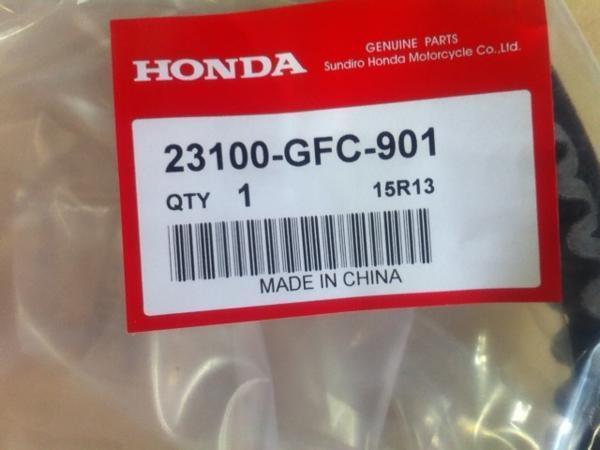 HONDA
GENUINE PARTS
Sundiro Honda Motorcycle Co.,Ltd.
23100-GFC-901
QTY 1 15R13
MADE IN CHINA